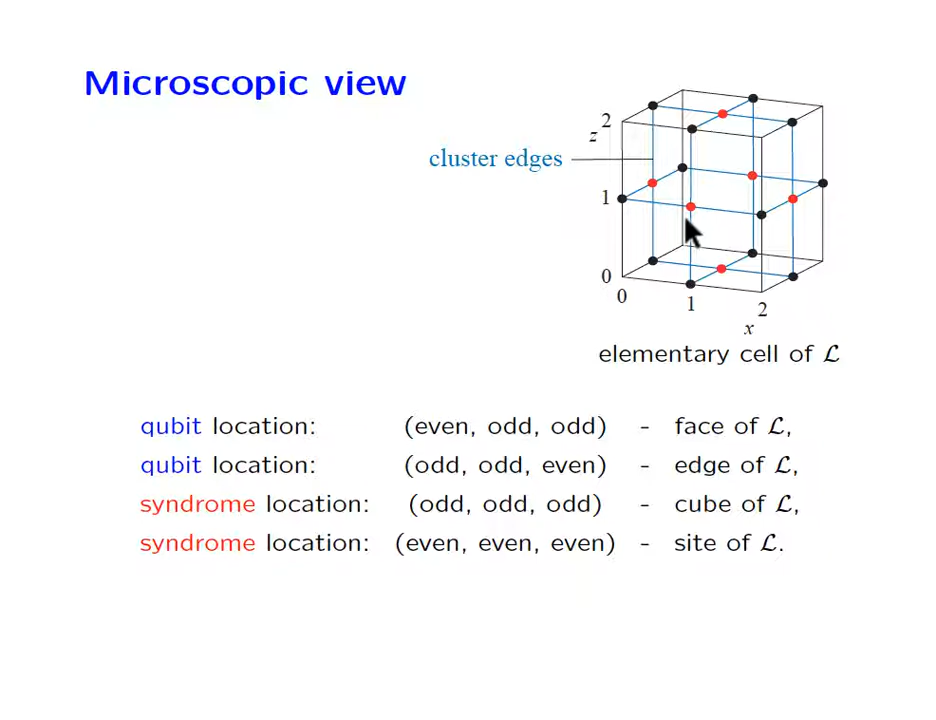 Microscopic view
2
z
cluster edges
1
0
0
1
2
x
elementary cell of ℒ
qubit location: (even, odd, odd) - face of ℒ,
qubit location: (odd, odd, even) - edge of ℒ,
syndrome location: (odd, odd, odd) - cube of ℒ,
syndrome location: (even, even, even) - site of ℒ.